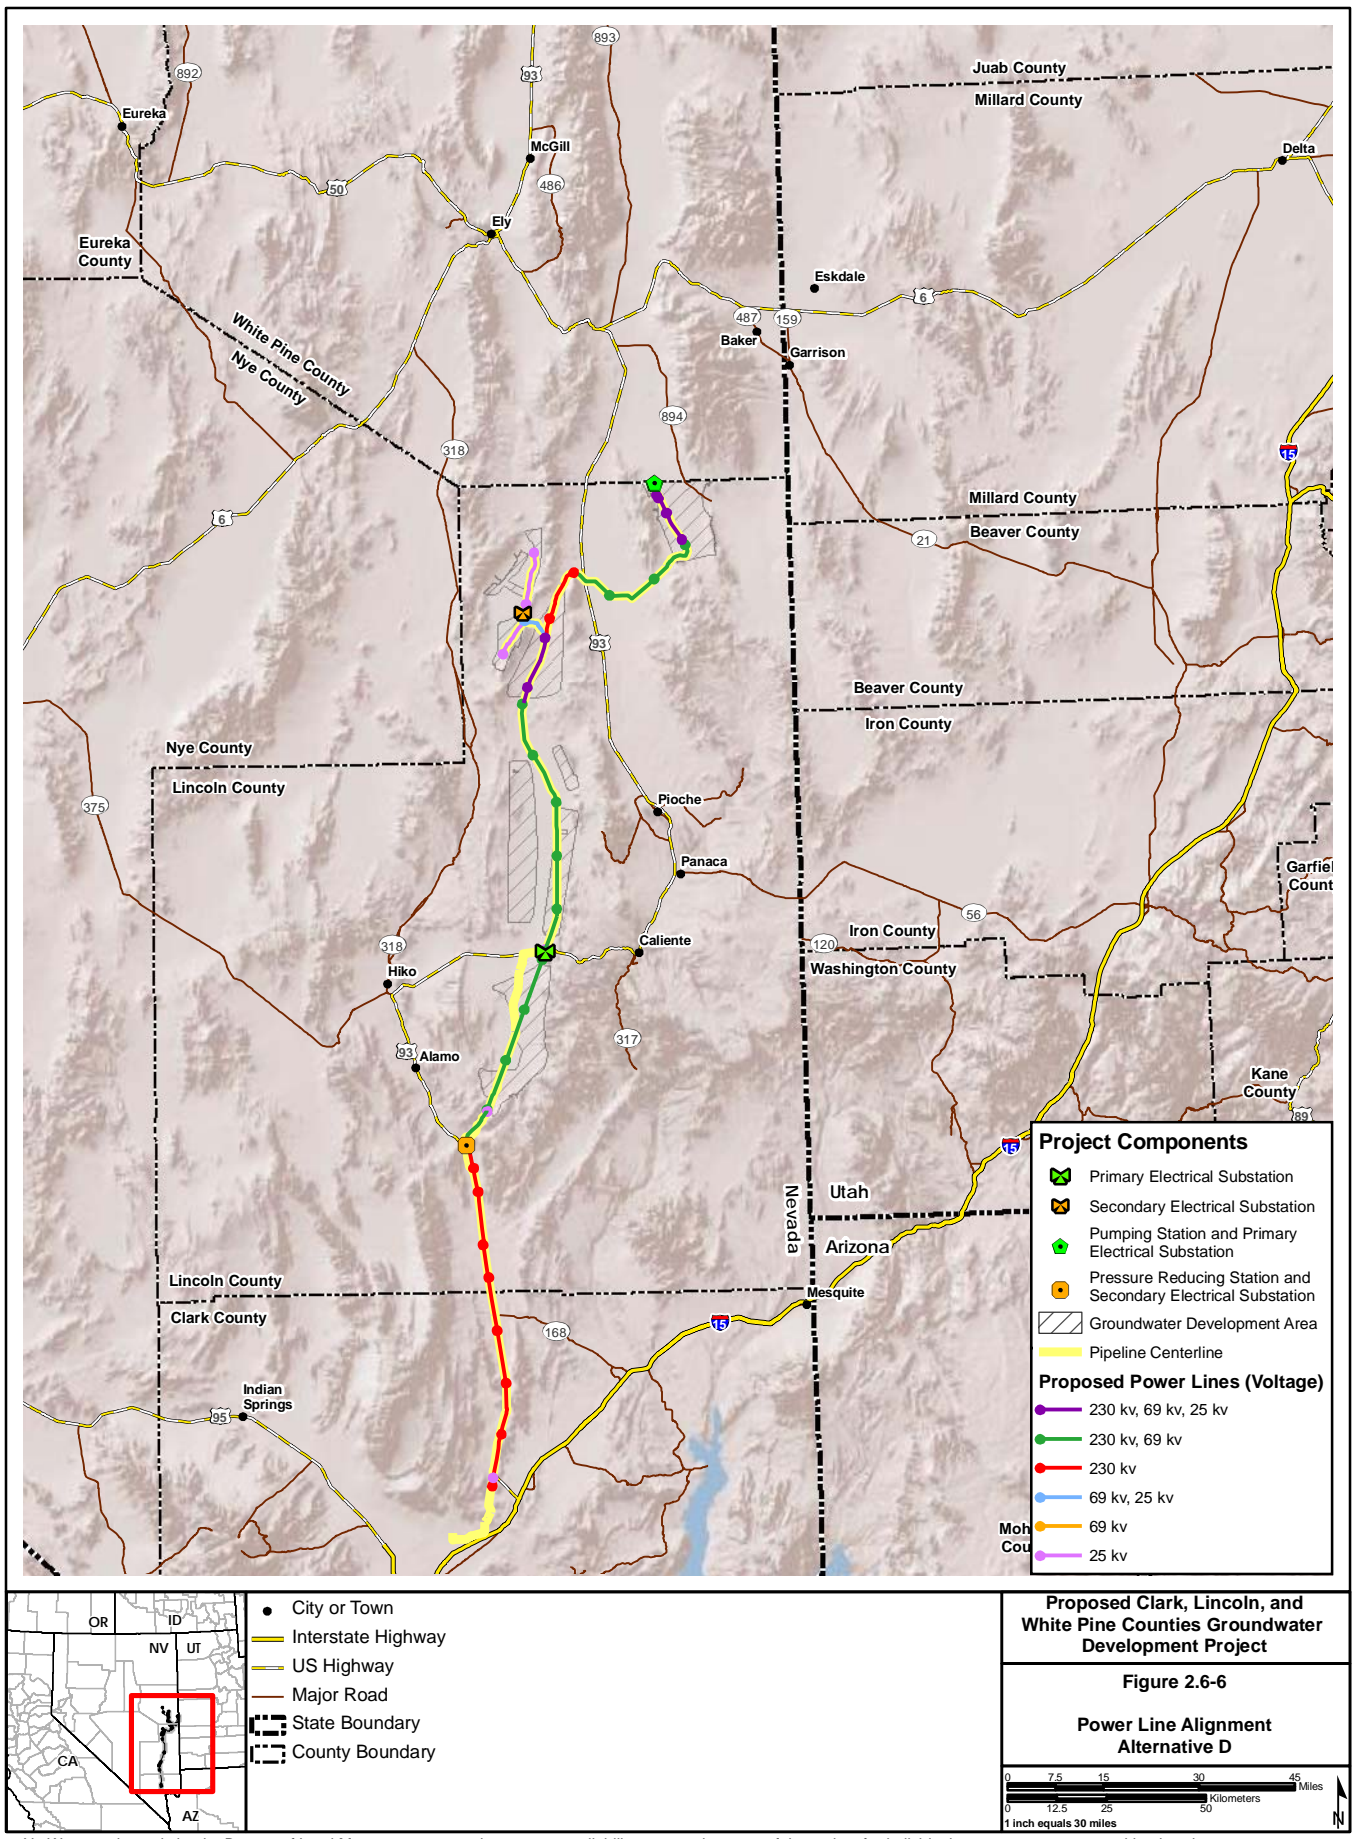 893
892
93
Juab County
Millard County
Eureka
McGill
Delta
50
486
Ely
Eureka
County
Eskdale
6
White Pine County
Nye County
487
159
Baker
Garrison
894
318
15
6
Millard County
Beaver County
21
93
Beaver County
Iron County
Nye County
Lincoln County
375
Pioche
Panaca
Garfiel
Count
56
318
Caliente
120
Iron County
Washington County
Hiko
317
93
Alamo
Kane
County
89
15
Nevada
Utah
Arizona
Lincoln County
Clark County
Mesquite
15
168
Indian
Springs
95
Moh
Cou
Project Components
Primary Electrical Substation
Secondary Electrical Substation
Pumping Station and Primary
Electrical Substation
Pressure Reducing Station and
Secondary Electrical Substation
Groundwater Development Area
Pipeline Centerline
Proposed Power Lines (Voltage)
230 kv, 69 kv, 25 kv
230 kv, 69 kv
230 kv
69 kv, 25 kv
69 kv
25 kv
OR
ID
NV
UT
CA
AZ
City or Town
Interstate Highway
US Highway
Major Road
State Boundary
County Boundary
Proposed Clark, Lincoln, and
White Pine Counties Groundwater
Development Project
Figure 2.6-6
Power Line Alignment
Alternative D
0 7.5 15 30 45
Miles
Kilometers
0 12.5 25 50
1 inch equals 30 miles
N